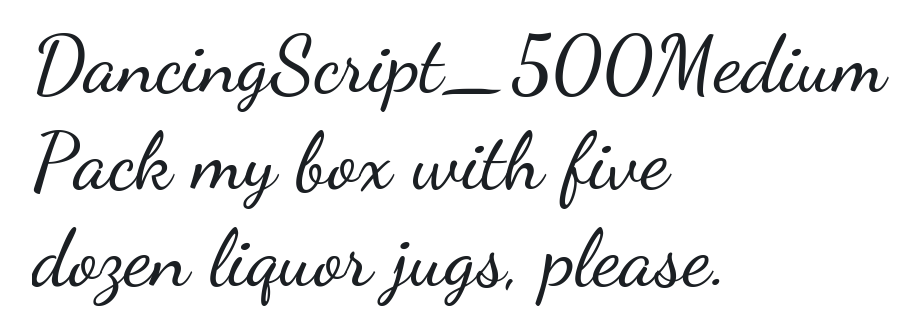 DancingScript_500Medium
Pack my box with five
dozen liquor jugs, please.